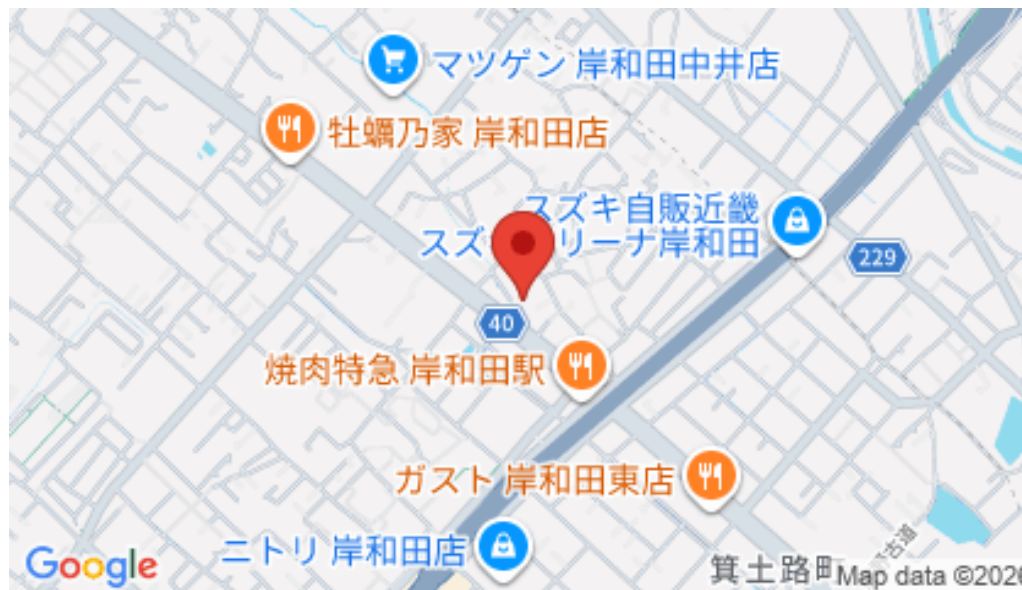 マツゲン 岸和田中井店
牡蠣乃家 岸和田店
スズキ自販近畿
スズ リーナ岸和田
229
40
焼肉特急 岸和田駅
ガスト 岸和田東店
ニトリ 岸和田店
箕土路町
Google
Map data ©2026